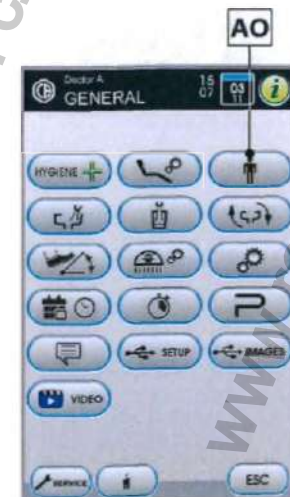 AO
Doctor A
GENERAL
15
07
03
11
i
HYGIENE
SETUP
IMAGES
VIDEO
SERVICE
ESC